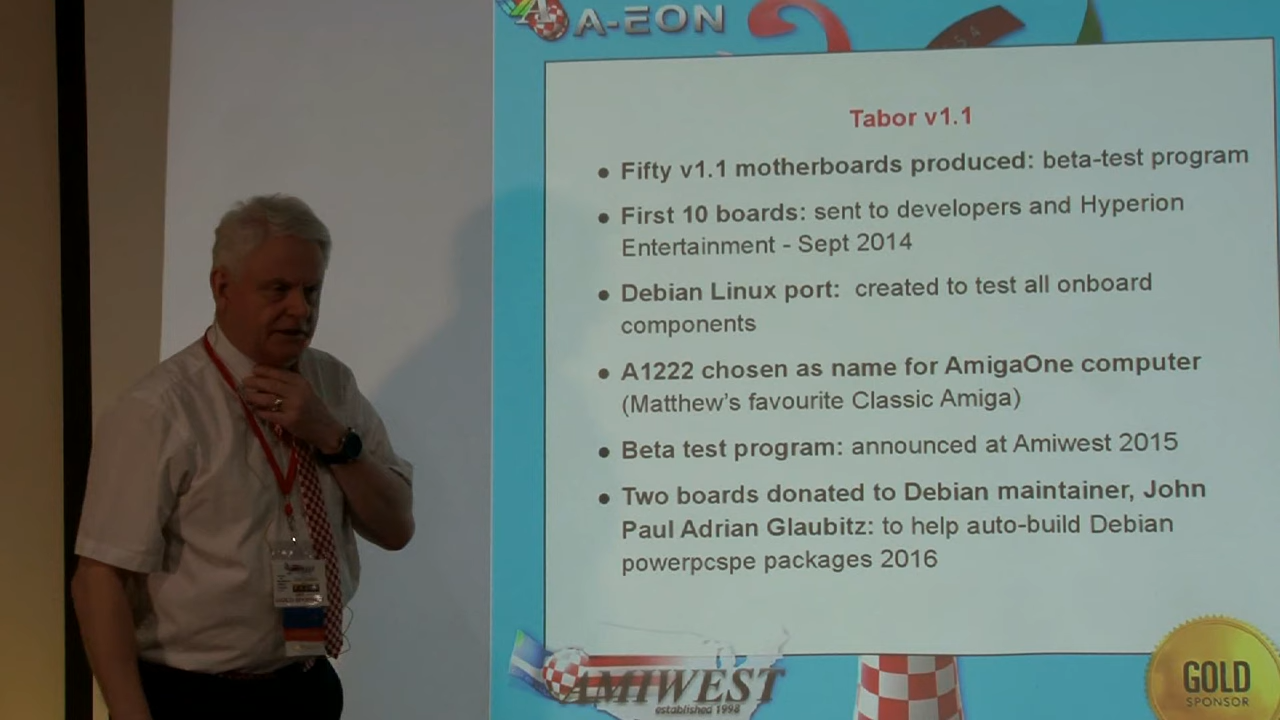 A-EON
Tabor v1.1
• Fifty v1.1 motherboards produced: beta-test program
• First 10 boards: sent to developers and Hyperion
Entertainment - Sept 2014
• Debian Linux port: created to test all onboard
components
• A1222 chosen as name for AmigaOne computer
(Matthew's favourite Classic Amiga)
• Beta test program: announced at Amiwest 2015
• Two boards donated to Debian maintainer, John
Paul Adrian Glaubitz: to help auto-build Debian
powerpcspe packages 2016
AMIWEST
established 1998
GOLD
SPONSOR